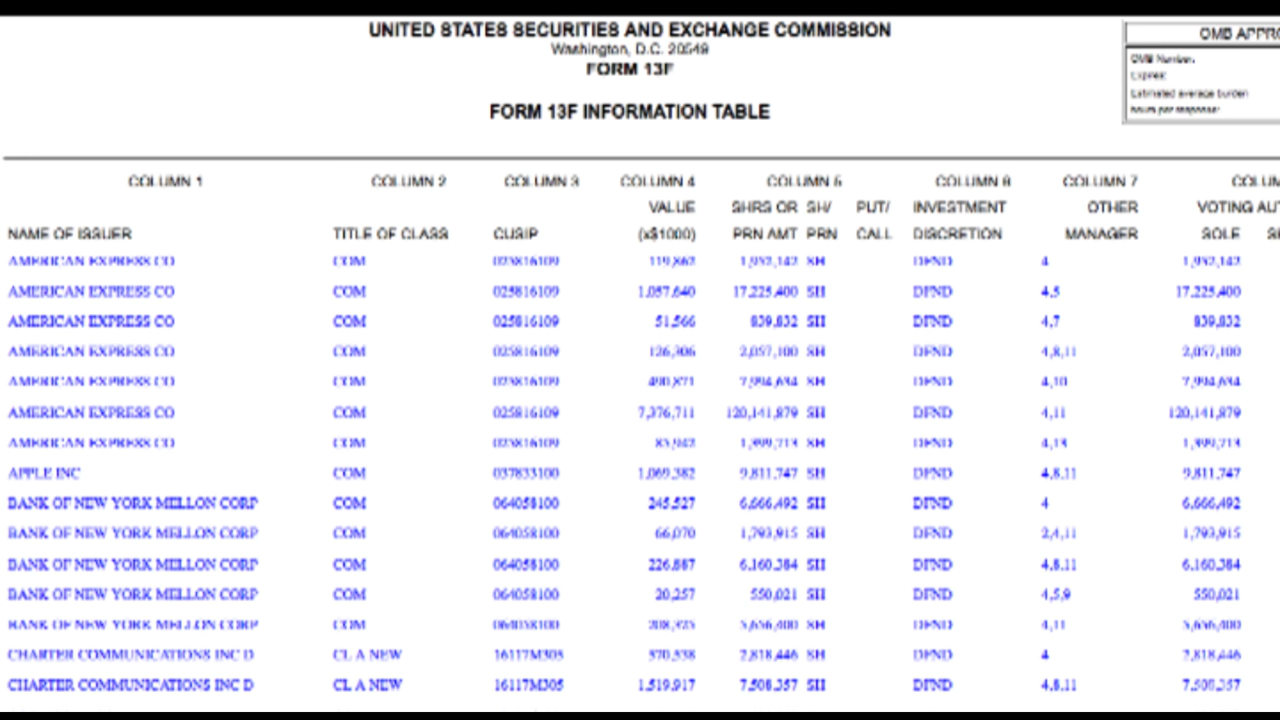 UNITED STATES SECURITIES AND EXCHANGE COMMISSION
Washington, D.C. 20549
FORM 13F
FORM 13F INFORMATION TABLE
OMB APPRO
OMB Number:
Expires:
Estimated average burden
hours per response:
COLUMN 1 COLUMN 2 COLUMN 3 COLUMN 4 COLUMN 5 COLUMN 6 COLUMN 7 COLUM
VALUE SHRS OR SH/ PUT/ INVESTMENT OTHER VOTING AUT
NAME OF ISSUER TITLE OF CLASS CUSIP (x$1000) PRN AMT PRN CALL DISCRETION MANAGER SOLE SH
AMERICAN EXPRESS CO COM 025816109 119,862 1,952,142 SH DFND 4 1,952,142
AMERICAN EXPRESS CO COM 025816109 1,057,640 17,225,400 SH DFND 4,5 17,225,400
AMERICAN EXPRESS CO COM 025816109 51,566 839,832 SH DFND 4,7 839,832
AMERICAN EXPRESS CO COM 025816109 126,306 2,057,100 SH DFND 4,8,11 2,057,100
AMERICAN EXPRESS CO COM 025816109 490,871 7,994,634 SH DFND 4,10 7,994,634
AMERICAN EXPRESS CO COM 025816109 7,376,711 120,141,879 SH DFND 4,11 120,141,879
AMERICAN EXPRESS CO COM 025816109 85,942 1,399,713 SH DFND 4,13 1,399,713
APPLE INC COM 037833100 1,069,382 9,811,747 SH DFND 4,8,11 9,811,747
BANK OF NEW YORK MELLON CORP COM 064058100 245,527 6,666,492 SH DFND 4 6,666,492
BANK OF NEW YORK MELLON CORP COM 064058100 66,070 1,793,915 SH DFND 2,4,11 1,793,915
BANK OF NEW YORK MELLON CORP COM 064058100 226,887 6,160,384 SH DFND 4,8,11 6,160,384
BANK OF NEW YORK MELLON CORP COM 064058100 20,257 550,021 SH DFND 4,5,9 550,021
BANK OF NEW YORK MELLON CORP COM 064058100 208,325 5,656,400 SH DFND 4,11 5,656,400
CHARTER COMMUNICATIONS INC D CL A NEW 16117M305 570,538 2,818,446 SH DFND 4 2,818,446
CHARTER COMMUNICATIONS INC D CL A NEW 16117M305 1,519,917 7,508,357 SH DFND 4,8,11 7,508,357